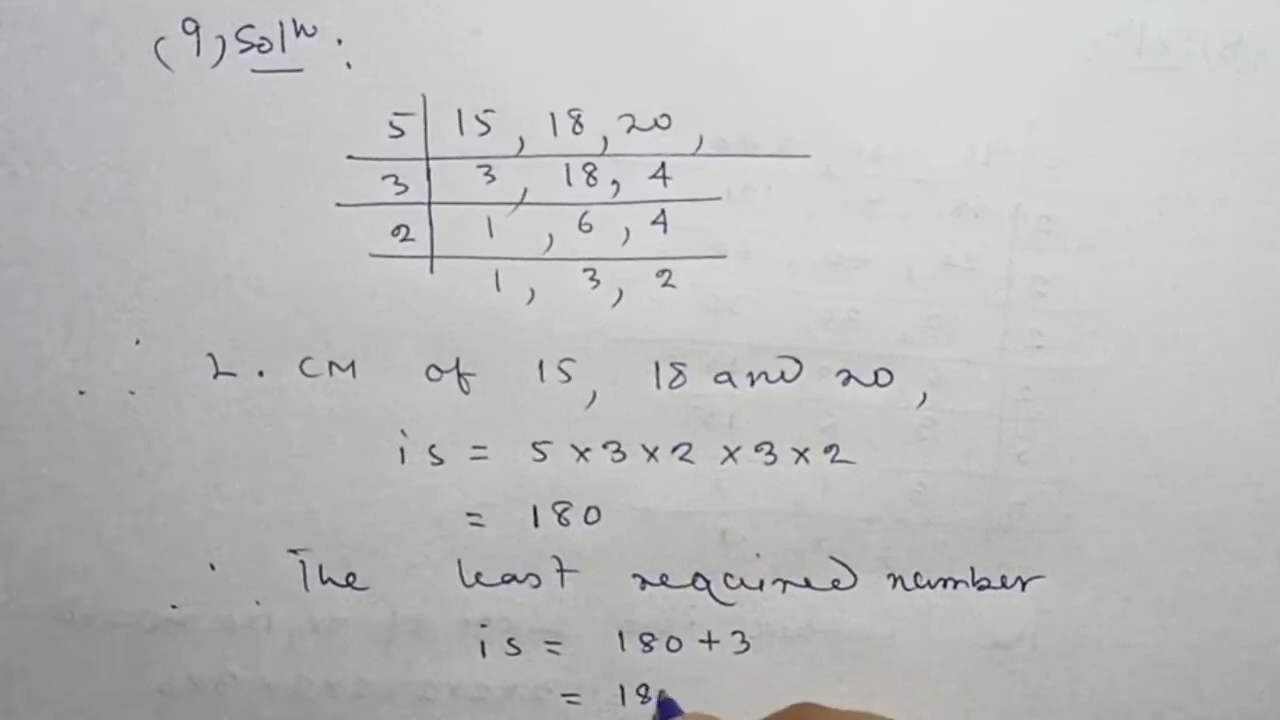 (9) Solⁿ :
5 | 15 , 18 , 20 ,
3 | 3 , 18 , 4
2 | 1 , 6 , 4
1 , 3 , 2
∴ L. CM of 15 , 18 and 20 ,
is = 5 × 3 × 2 × 3 × 2
= 180
∴ The least required number
is = 180 + 3
= 18